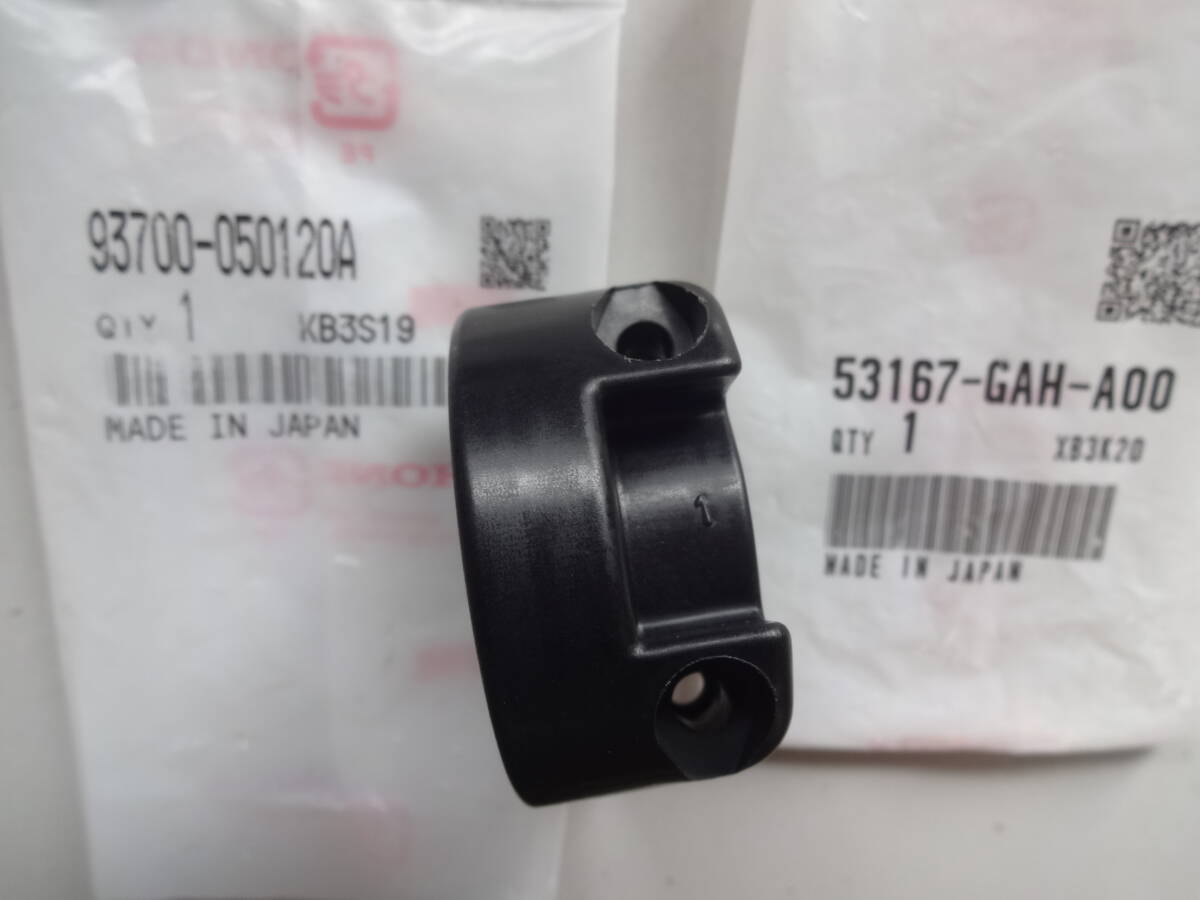 93700-050120A
QTY 1 KB3S19
MADE IN JAPAN
53167-GAH-A00
QTY 1 XB3K20
MADE IN JAPAN